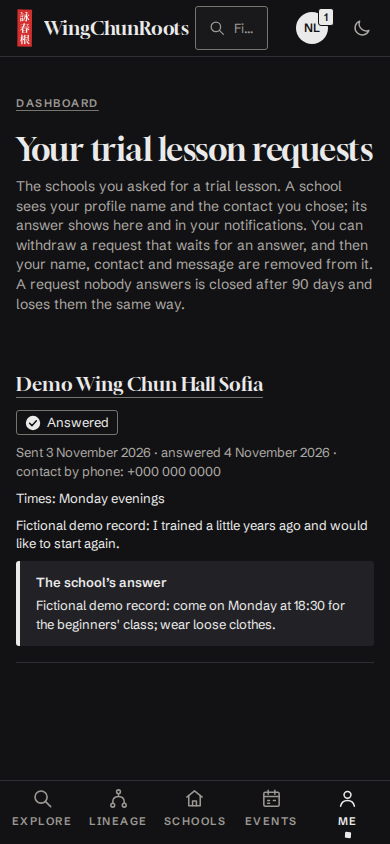 詠春根
WingChunRoots
Fi...
NL
1
DASHBOARD
Your trial lesson requests
The schools you asked for a trial lesson. A school
sees your profile name and the contact you chose; its
answer shows here and in your notifications. You can
withdraw a request that waits for an answer, and then
your name, contact and message are removed from it.
A request nobody answers is closed after 90 days and
loses them the same way.
Demo Wing Chun Hall Sofia
Answered
Sent 3 November 2026 · answered 4 November 2026 ·
contact by phone: +000 000 0000
Times: Monday evenings
Fictional demo record: I trained a little years ago and would
like to start again.
The school's answer
Fictional demo record: come on Monday at 18:30 for
the beginners' class; wear loose clothes.
EXPLORE
LINEAGE
SCHOOLS
EVENTS
ME